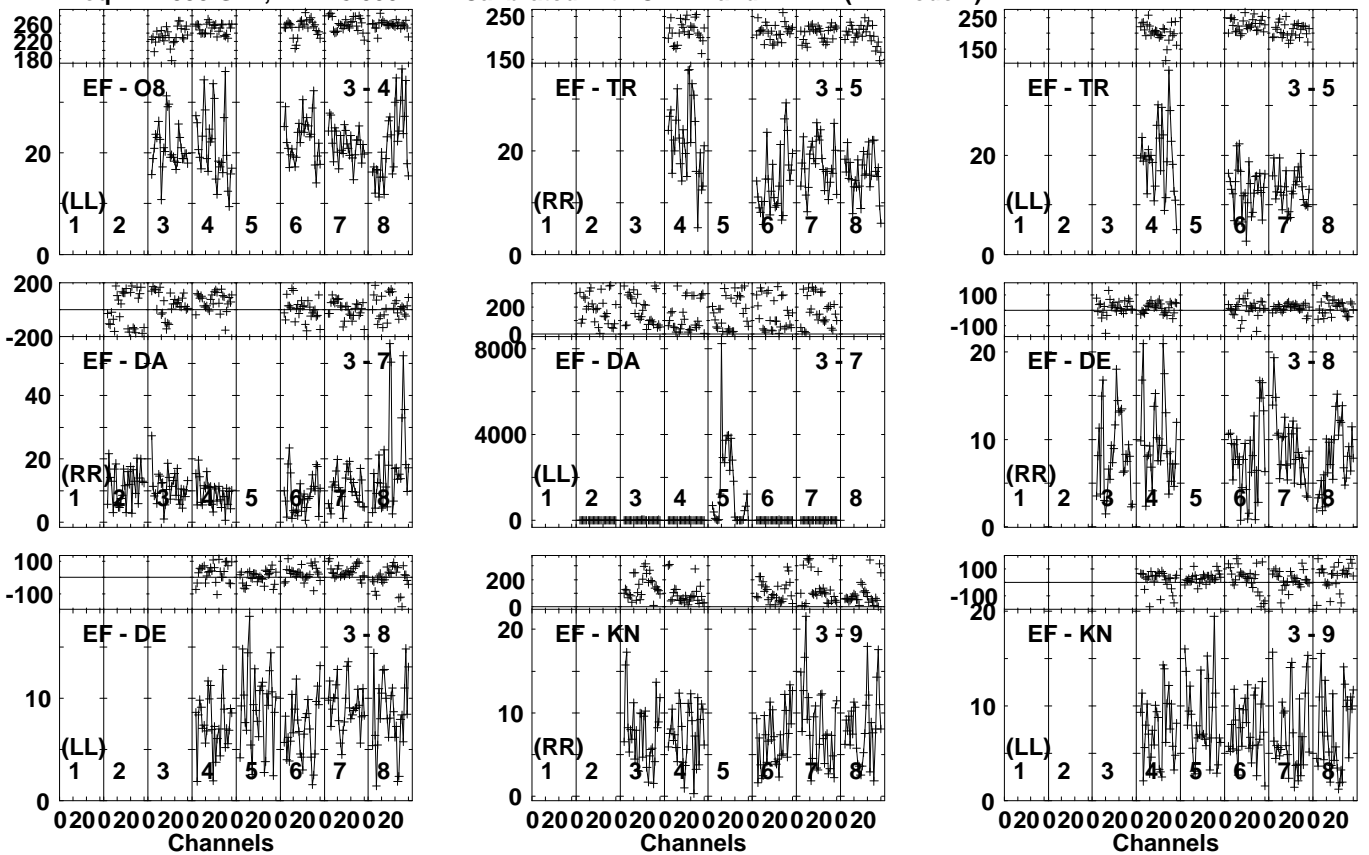 260
220
180
EF - O8 3 - 4
20
(LL)
1 2 3 4 5 6 7 8
0
250
150
EF - TR 3 - 5
20
(RR)
1 2 3 4 5 6 7 8
0
250
150
EF - TR 3 - 5
20
(LL)
1 2 3 4 5 6 7 8
0
200
-200
EF - DA 3 - 7
40
20
(RR)
1 2 3 4 5 6 7 8
0
200
0
8000
EF - DA 3 - 7
4000
(LL)
1 2 3 4 5 6 7 8
0
100
-100
20
EF - DE 3 - 8
10
(RR)
1 2 3 4 5 6 7 8
0
100
-100
EF - DE 3 - 8
10
(LL)
1 2 3 4 5 6 7 8
0
0 20 0 20 0 20 0 20 0 20 0 20 0 20 0 20
Channels
200
0
20
EF - KN 3 - 9
10
(RR)
1 2 3 4 5 6 7 8
0
0 20 0 20 0 20 0 20 0 20 0 20 0 20 0 20
Channels
100
-100
20
EF - KN 3 - 9
10
(LL)
1 2 3 4 5 6 7 8
0
0 20 0 20 0 20 0 20 0 20 0 20 0 20 0 20
Channels